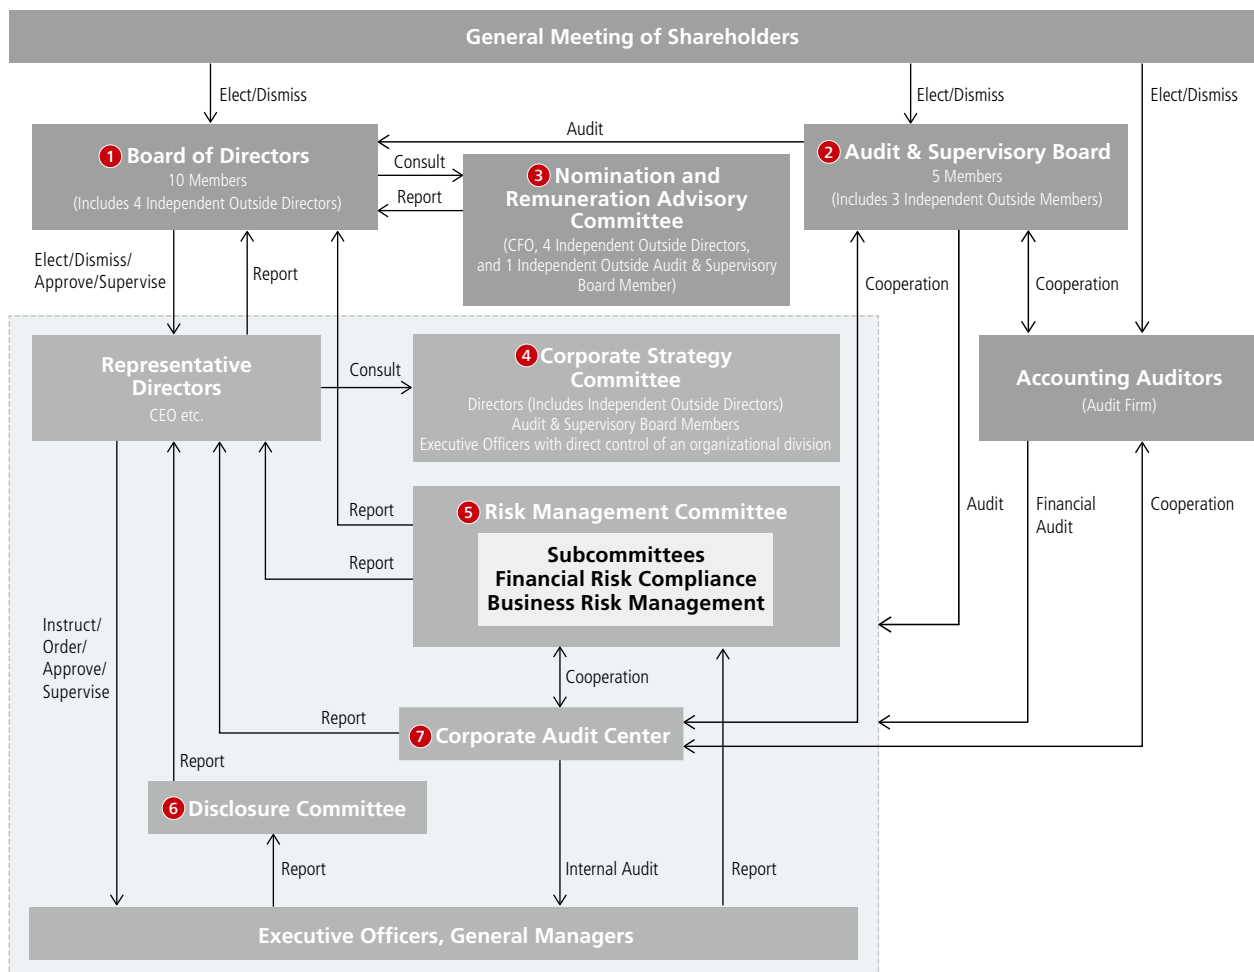 General Meeting of Shareholders
Elect/Dismiss
Elect/Dismiss
Elect/Dismiss
1 Board of Directors
10 Members
(Includes 4 Independent Outside Directors)
Audit
Consult
Report
2 Audit & Supervisory Board
5 Members
(Includes 3 Independent Outside Members)
3 Nomination and
Remuneration Advisory
Committee
(CFO, 4 Independent Outside Directors,
and 1 Independent Outside Audit & Supervisory
Board Member)
Elect/Dismiss/
Approve/Supervise
Report
Cooperation
Cooperation
Representative
Directors
CEO etc.
Consult
4 Corporate Strategy
Committee
Directors (Includes Independent Outside Directors)
Audit & Supervisory Board Members
Executive Officers with direct control of an organizational division
Accounting Auditors
(Audit Firm)
Report
Report
5 Risk Management Committee
Subcommittees
Financial Risk Compliance
Business Risk Management
Audit
Financial
Audit
Cooperation
Instruct/
Order/
Approve/
Supervise
Cooperation
Report
7 Corporate Audit Center
Report
6 Disclosure Committee
Report
Internal Audit
Report
Executive Officers, General Managers